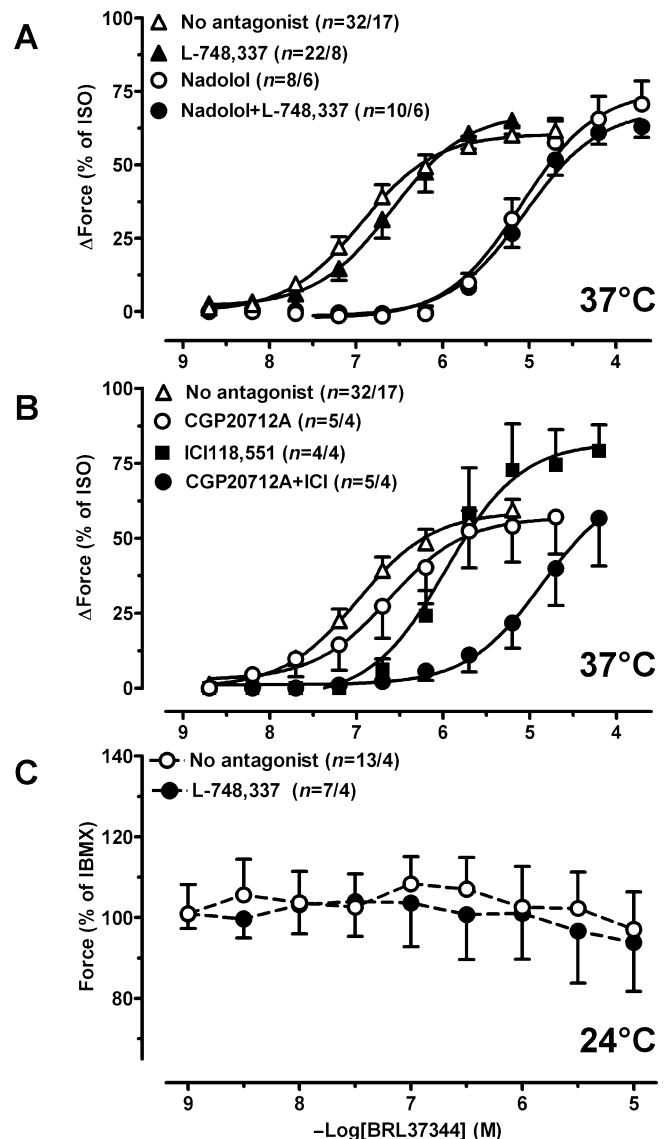 A
No antagonist (n=32/17)
L-748,337 (n=22/8)
Nadolol (n=8/6)
Nadolol+L-748,337 (n=10/6)
100
75
50
25
0
ΔForce (% of ISO)
37°C
9 8 7 6 5 4
B
No antagonist (n=32/17)
CGP20712A (n=5/4)
ICI118,551 (n=4/4)
CGP20712A+ICI (n=5/4)
100
75
50
25
0
ΔForce (% of ISO)
37°C
9 8 7 6 5 4
C
No antagonist (n=13/4)
L-748,337 (n=7/4)
140
120
100
80
Force (% of IBMX)
24°C
9 8 7 6 5
–Log[BRL37344] (M)